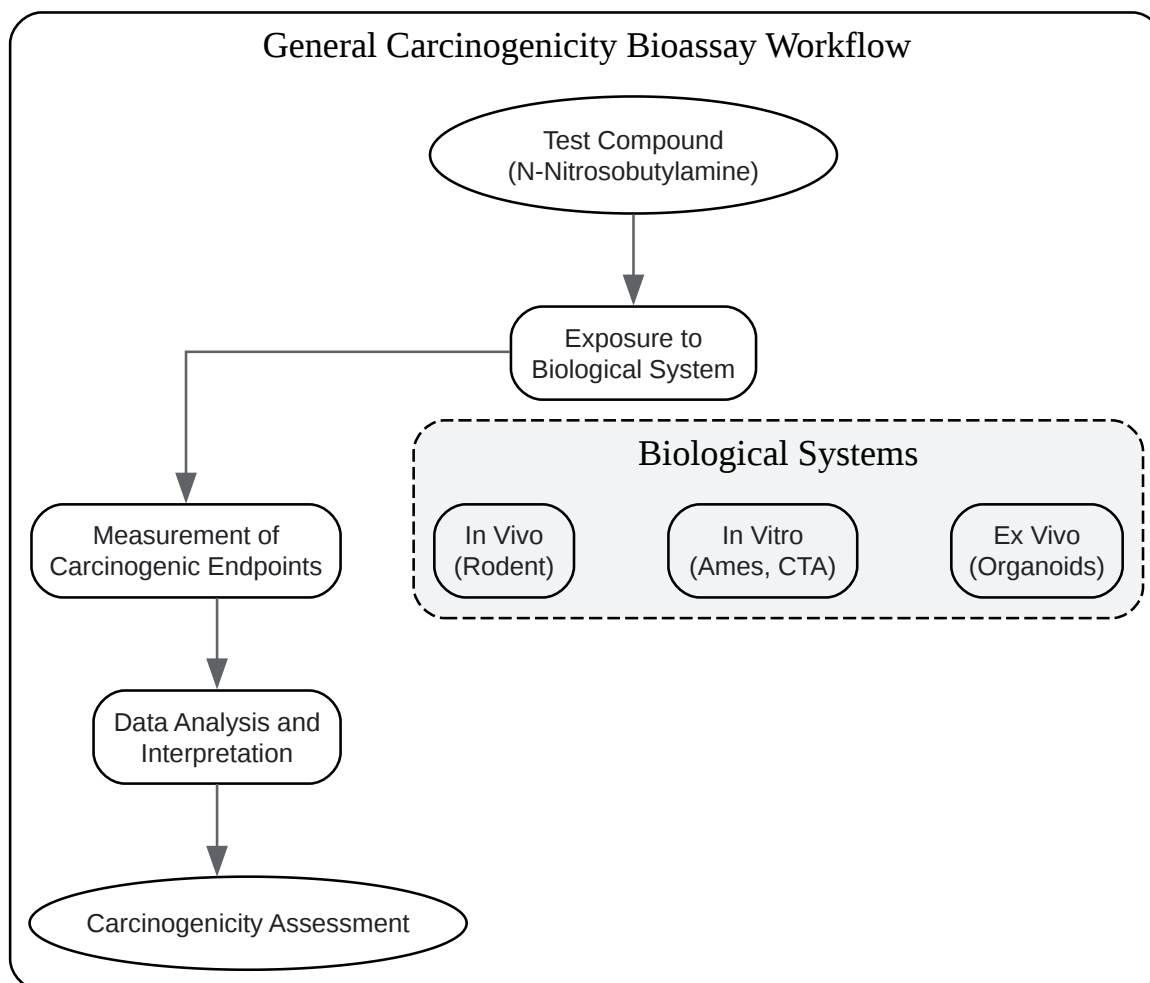 General Carcinogenicity Bioassay Workflow
Test Compound
(N-Nitrosobutylamine)
Exposure to
Biological System
Biological Systems
Measurement of
Carcinogenic Endpoints
In Vivo
(Rodent)
In Vitro
(Ames, CTA)
Ex Vivo
(Organoids)
Data Analysis and
Interpretation
Carcinogenicity Assessment